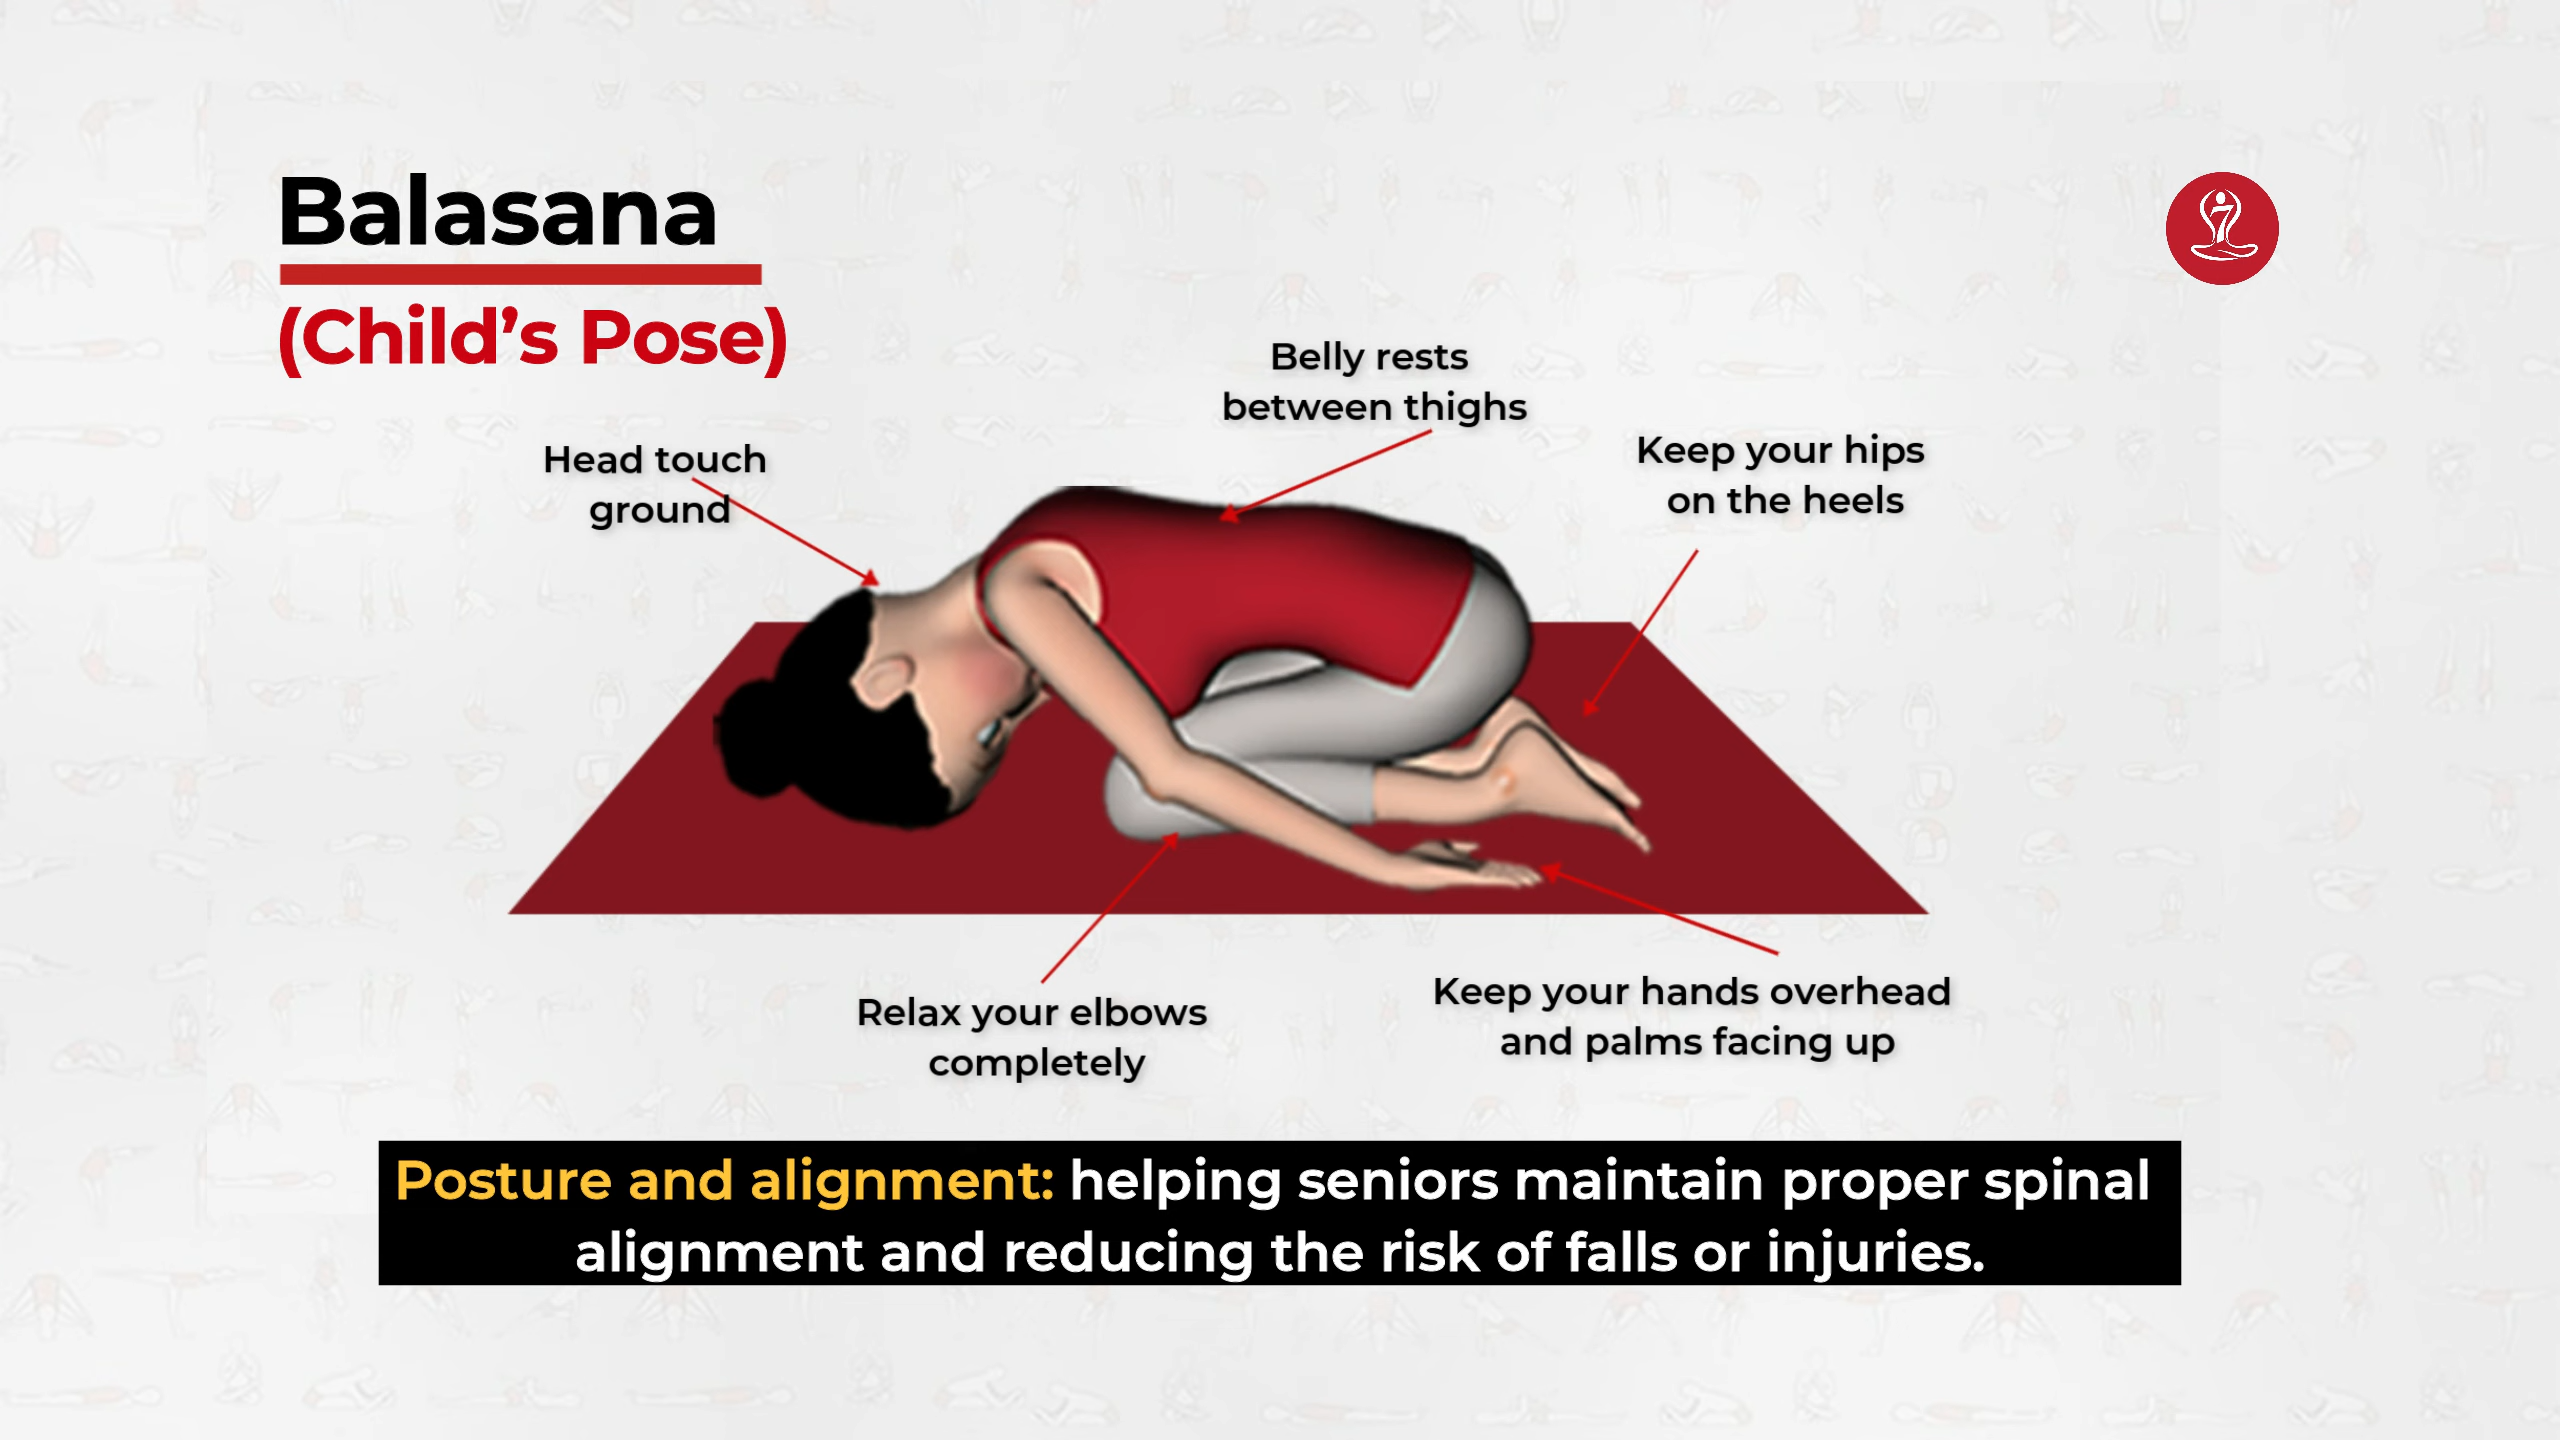 Balasana
(Child's Pose)
Belly rests
between thighs
Head touch
ground
Keep your hips
on the heels
Relax your elbows
completely
Keep your hands overhead
and palms facing up
Posture and alignment: helping seniors maintain proper spinal
alignment and reducing the risk of falls or injuries.
7